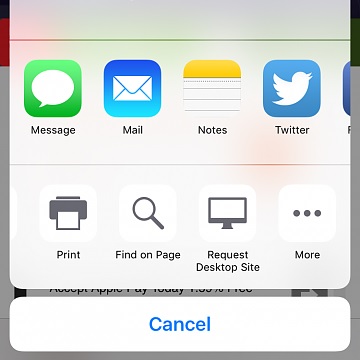 Message Mail Notes Twitter
Print Find on Page Request More
Desktop Site
Accept Apple Pay Today 1.59% Free
Cancel